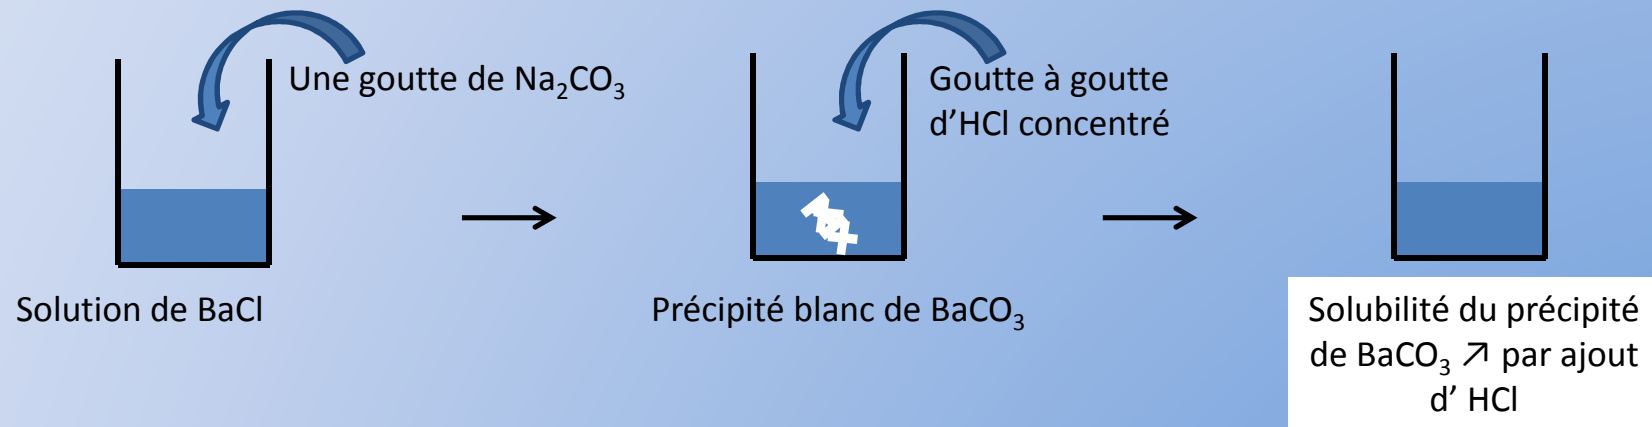 Une goutte de Na₂CO₃
Goutte à goutte
d’HCl concentré
Solution de BaCl
Précipité blanc de BaCO₃
Solubilité du précipité
de BaCO₃ ↗ par ajout
d’ HCl